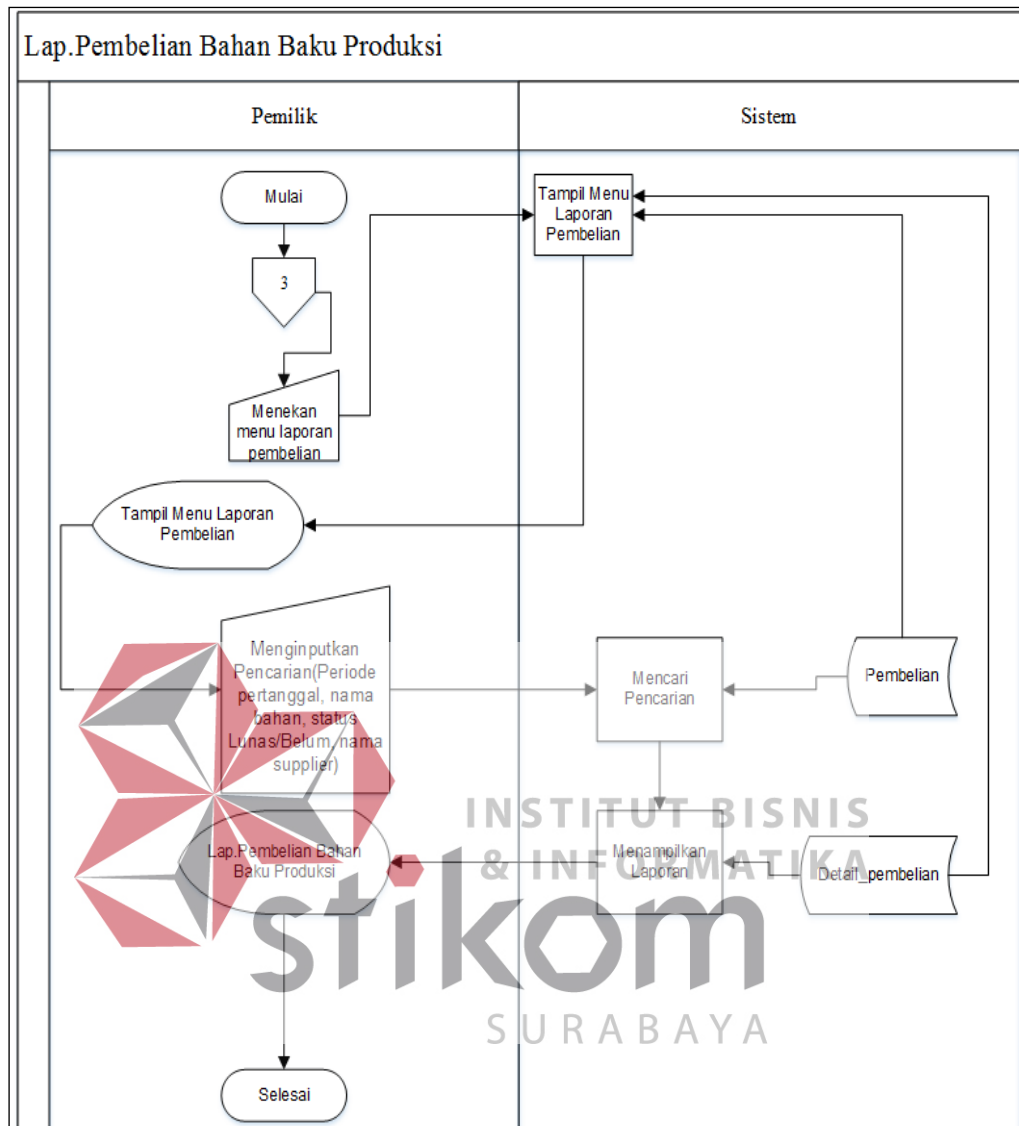 Lap.Pembelian Bahan Baku Produksi
Pemilik
Sistem
Mulai
3
Menekan
menu laporan
pembelian
Tampil Menu
Laporan
Pembelian
Tampil Menu Laporan
Pembelian
Menginputkan
Pencarian(Periode
pertanggal, nama
bahan, status
Lunas/Belum, nama
supplier)
Mencari
Pencarian
Pembelian
Lap.Pembelian Bahan
Baku Produksi
Menampilkan
Laporan
Detail_pembelian
Selesai
INSTITUT BISNIS
& INFORMATIKA
stikom
SURABAYA